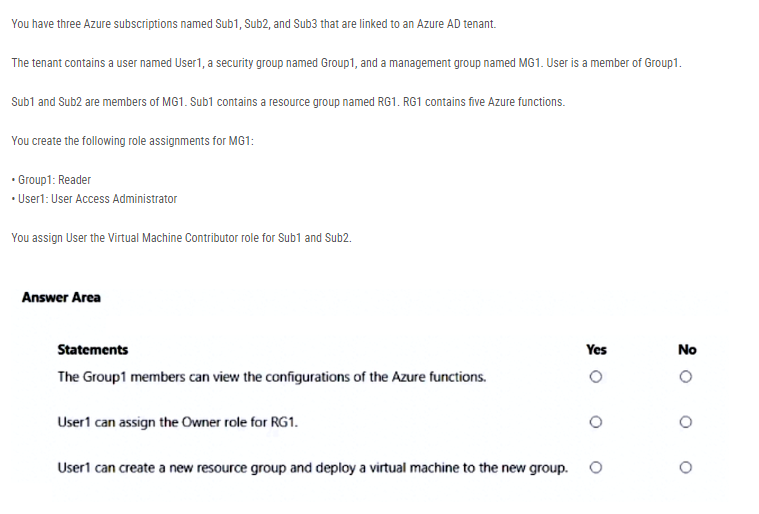 You have three Azure subscriptions named Sub1, Sub2, and Sub3 that are linked to an Azure AD tenant.
The tenant contains a user named User1, a security group named Group1, and a management group named MG1. User is a member of Group1.
Sub1 and Sub2 are members of MG1. Sub1 contains a resource group named RG1. RG1 contains five Azure functions.
You create the following role assignments for MG1:
• Group1: Reader
• User1: User Access Administrator
You assign User the Virtual Machine Contributor role for Sub1 and Sub2.
Answer Area
Statements Yes No
The Group1 members can view the configurations of the Azure functions.
User1 can assign the Owner role for RG1.
User1 can create a new resource group and deploy a virtual machine to the new group.